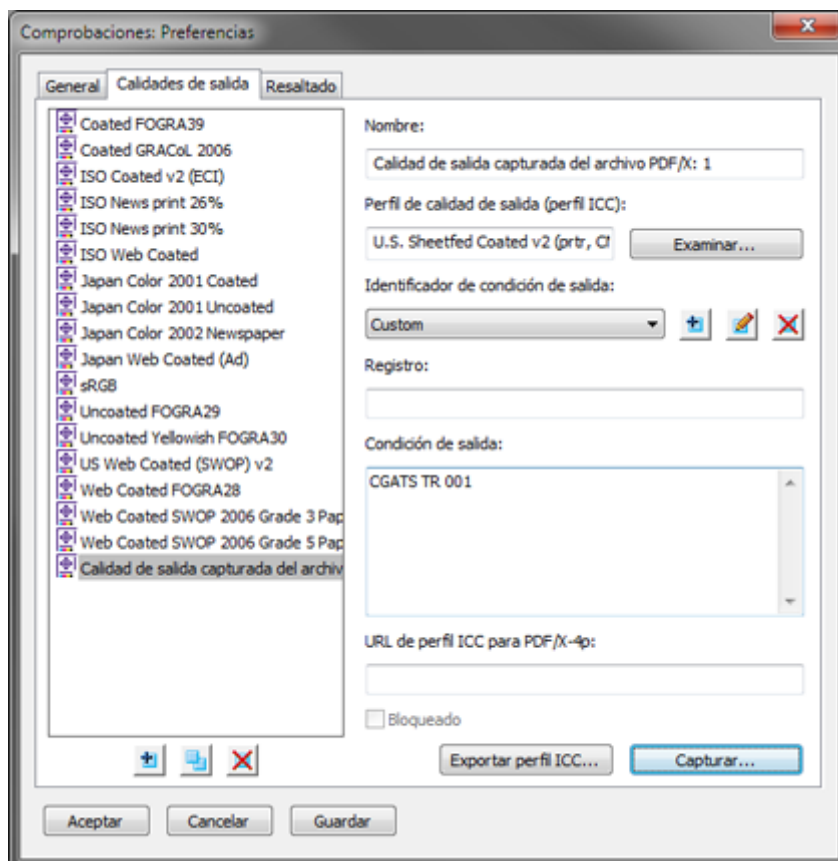 Comprobaciones: Preferencias
General
Calidades de salida
Resaltado
Coated FOGRA39
Coated GRACoL 2006
ISO Coated v2 (ECI)
ISO News print 26%
ISO News print 30%
ISO Web Coated
Japan Color 2001 Coated
Japan Color 2001 Uncoated
Japan Color 2002 Newspaper
Japan Web Coated (Ad)
sRGB
Uncoated FOGRA29
Uncoated Yellowish FOGRA30
US Web Coated (SWOP) v2
Web Coated FOGRA28
Web Coated SWOP 2006 Grade 3 Pap
Web Coated SWOP 2006 Grade 5 Pap
Calidad de salida capturada del archiv
Nombre:
Calidad de salida capturada del archivo PDF/X: 1
Perfil de calidad de salida (perfil ICC):
U.S. Sheetfed Coated v2 (prtr,
Examinar...
Identificador de condición de salida:
Custom
Registro:
Condición de salida:
CGATS TR 001
URL de perfil ICC para PDF/X-4p:
Bloqueado
Exportar perfil ICC...
Capturar...
Aceptar
Cancelar
Guardar